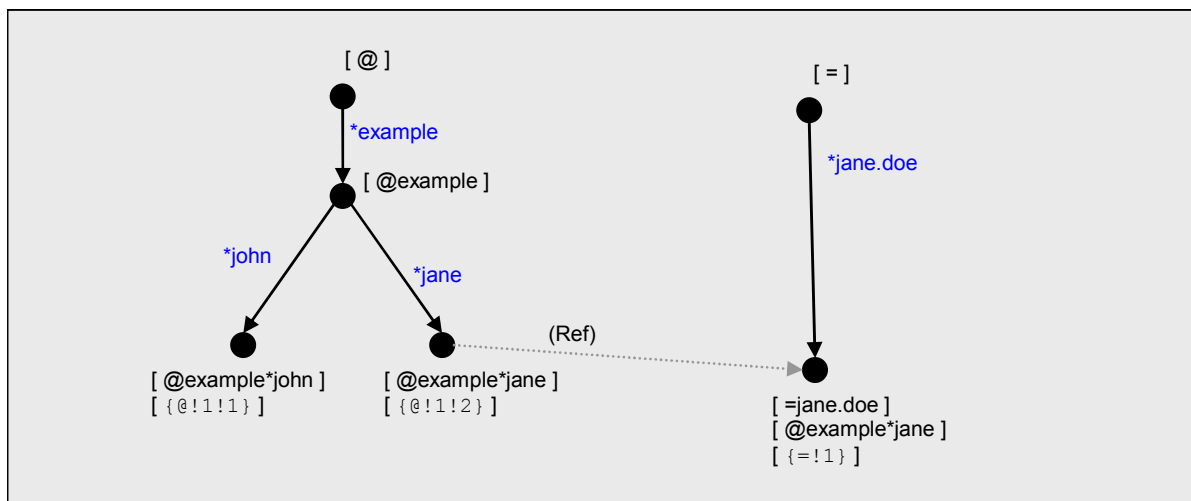 [ @ ]
[ = ]
*example
*jane.doe
[ @example ]
*john
*jane
(Ref)
[ @example*john ]
[ {@!1!1} ]
[ @example*jane ]
[ {@!1!2} ]
[ =jane.doe ]
[ @example*jane ]
[ {=!1} ]